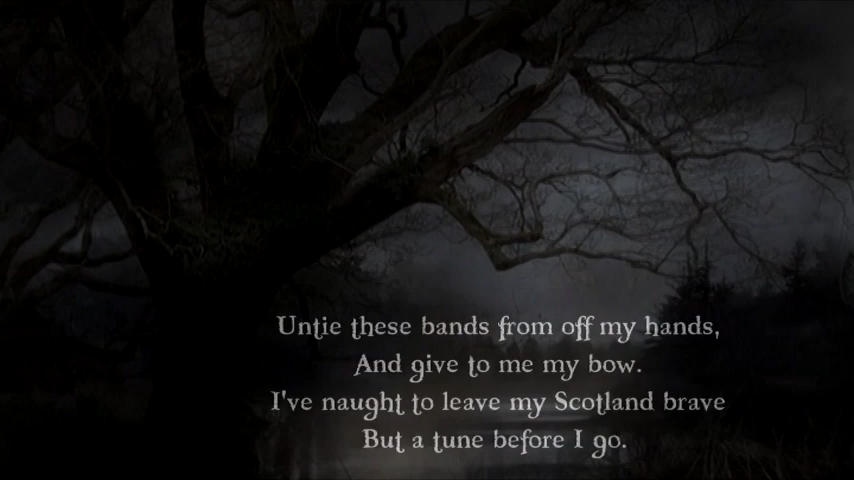 Untie these bands from off my hands,
And give to me my bow.
I've naught to leave my Scotland brave
But a tune before I go.